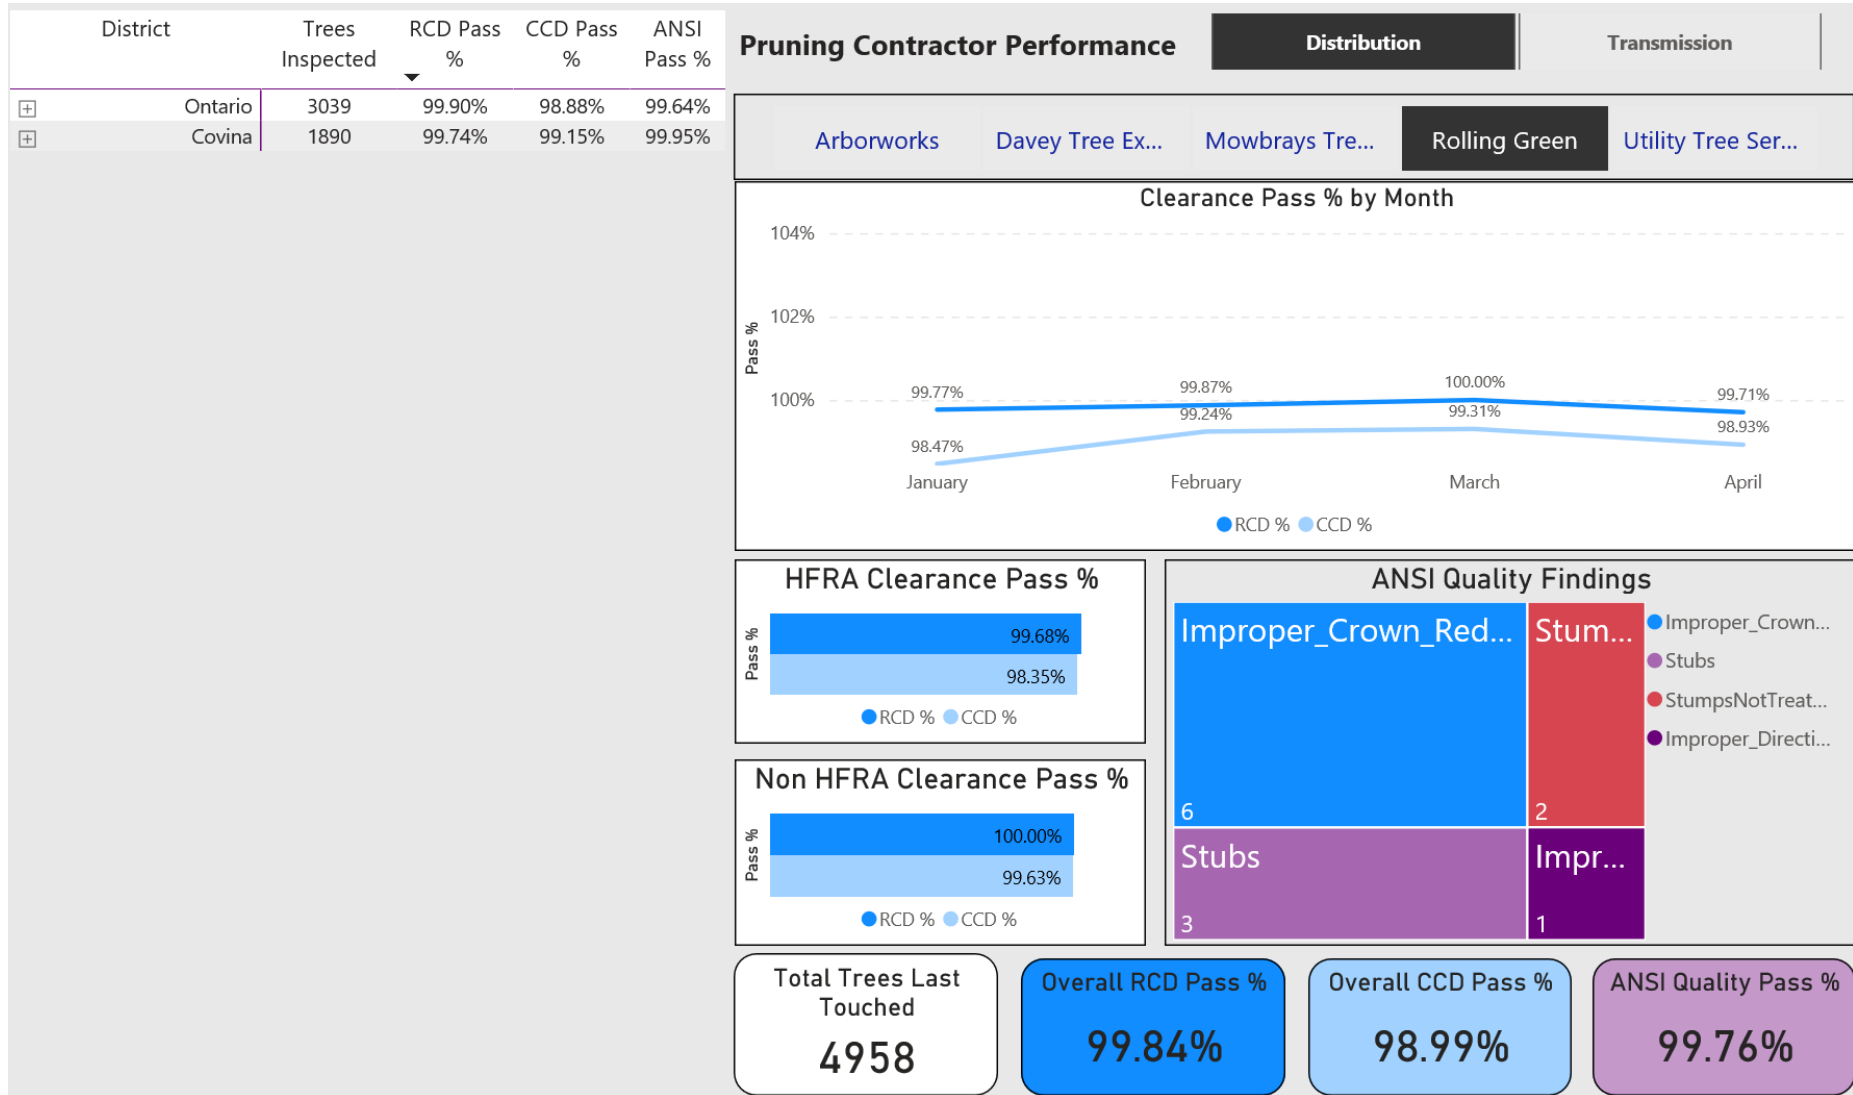 District
Trees Inspected
RCD Pass %
CCD Pass %
ANSI Pass %
Ontario 3039 99.90% 98.88% 99.64%
Covina 1890 99.74% 99.15% 99.95%
Pruning Contractor Performance
Distribution
Transmission
Arborworks
Davey Tree Ex...
Mowbrays Tre...
Rolling Green
Utility Tree Ser...
Clearance Pass % by Month
Pass %
104%
102%
100%
99.77%
99.87%
100.00%
99.71%
98.47%
99.24%
99.31%
98.93%
January
February
March
April
RCD % CCD %
HFRA Clearance Pass %
Pass %
99.68%
98.35%
RCD % CCD %
Non HFRA Clearance Pass %
Pass %
100.00%
99.63%
RCD % CCD %
ANSI Quality Findings
Improper_Crown_Red...
6
Stum...
2
Stubs
3
Impr...
1
Improper_Crown...
Stubs
StumpsNotTreat...
Improper_Directi...
Total Trees Last
Touched
4958
Overall RCD Pass %
99.84%
Overall CCD Pass %
98.99%
ANSI Quality Pass %
99.76%